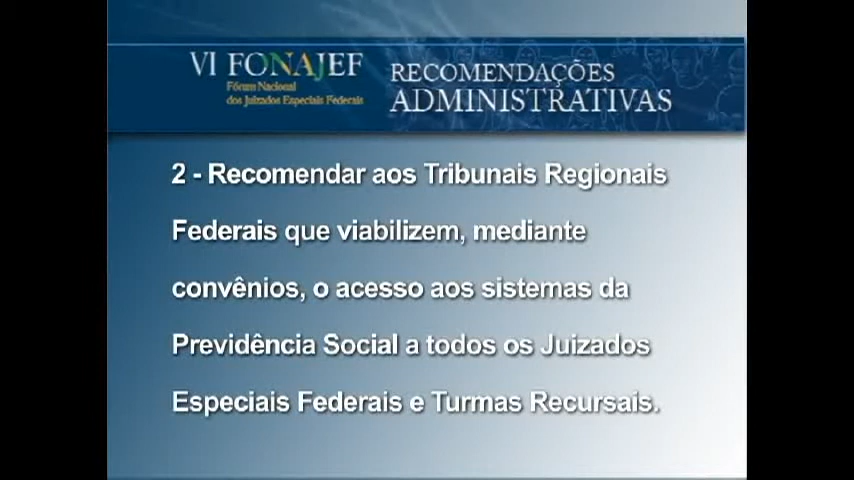 VI FONAJEF
Fórum Nacional
dos Juizados Especiais Federais
RECOMENDAÇÕES
ADMINISTRATIVAS
2 - Recomendar aos Tribunais Regionais
Federais que viabilizem, mediante
convênios, o acesso aos sistemas da
Previdência Social a todos os Juizados
Especiais Federais e Turmas Recursais.